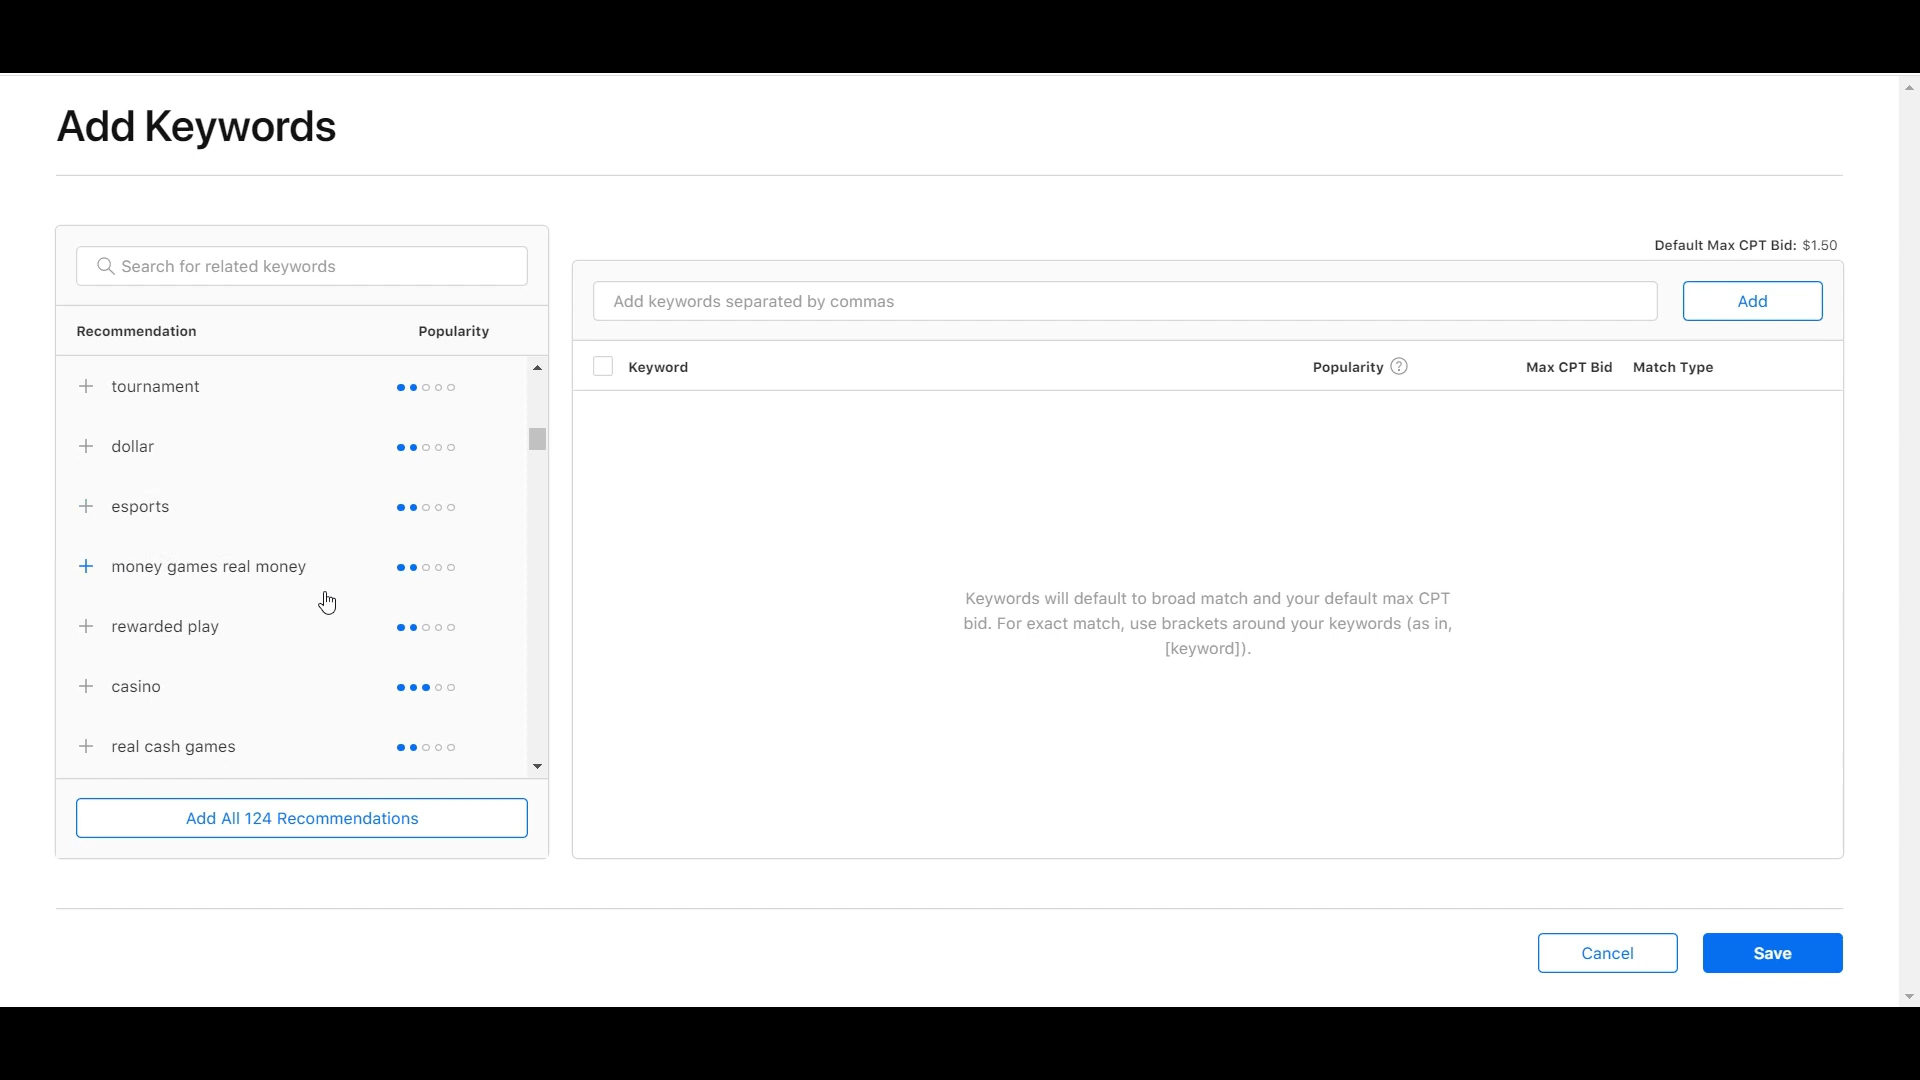 Add Keywords
Search for related keywords
Recommendation Popularity
tournament
dollar
esports
money games real money
rewarded play
casino
real cash games
Add All 124 Recommendations
Default Max CPT Bid: $1.50
Add keywords separated by commas
Add
Keyword Popularity ? Max CPT Bid Match Type
Keywords will default to broad match and your default max CPT
bid. For exact match, use brackets around your keywords (as in,
[keyword]).
Cancel
Save